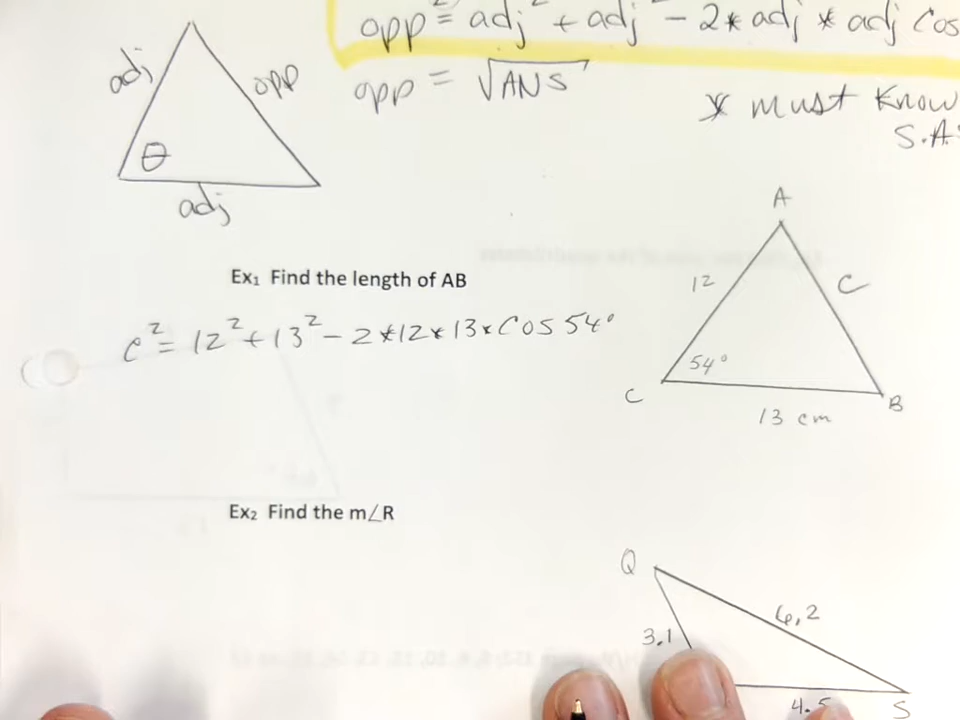 opp² = adj² + adj² - 2* adj * adj Cos
opp = √ANS
* must know
S.A.
adj
opp
θ
adj
A
12
C
54°
C
B
13 cm
Ex1 Find the length of AB
c² = 12² + 13² - 2*12*13*COS 54°
Ex2 Find the m∠R
Q
6.2
3.1
4.5
S